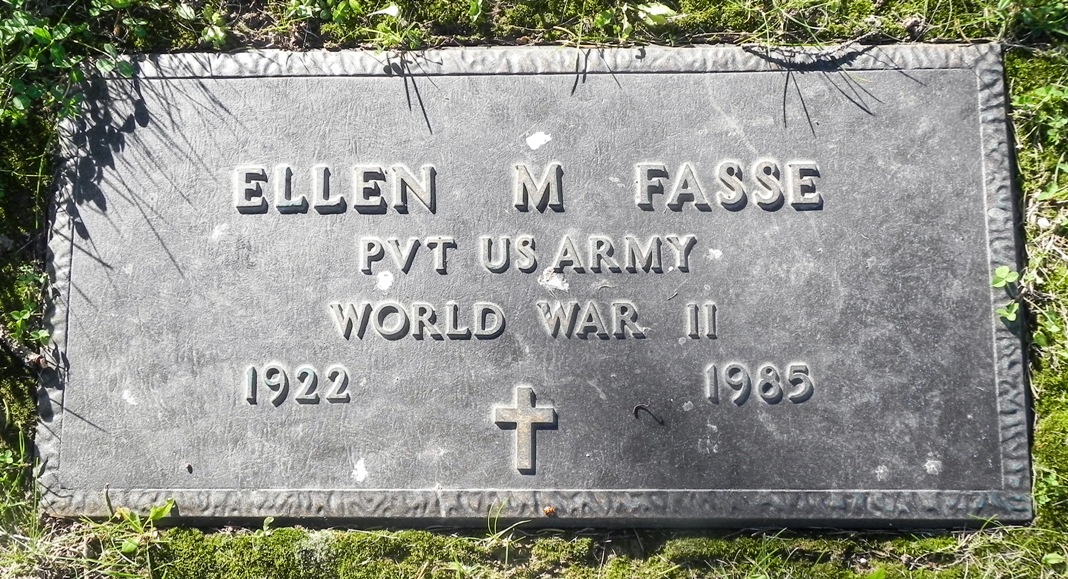 ELLEN M FASSE
PVT US ARMY
WORLD WAR II
1922 1985